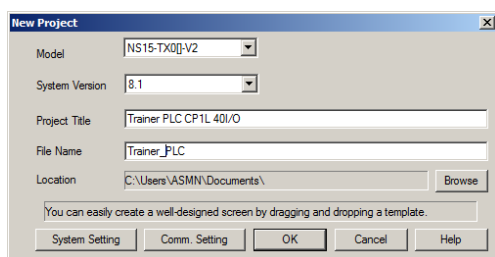 New Project
Model NS15-TX0[]-V2
System Version 8.1
Project Title Trainer PLC CP1L 40I/O
File Name Trainer_PLC
Location C:\Users\ASMN\Documents\ Browse
You can easily create a well-designed screen by dragging and dropping a template.
System Setting Comm. Setting OK Cancel Help